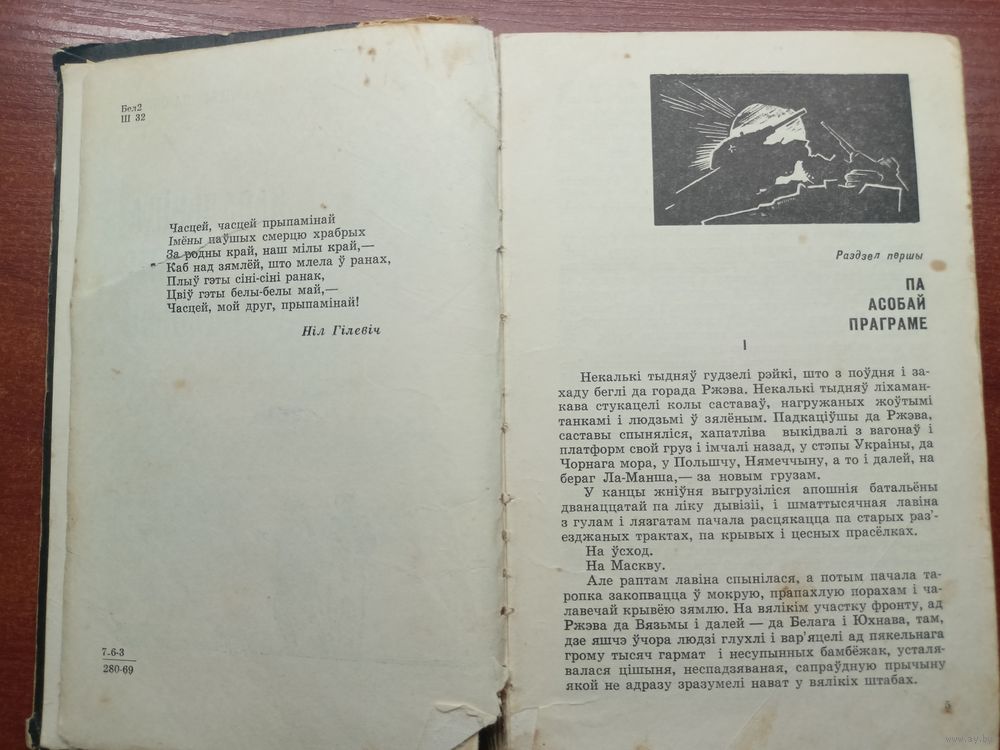 Бел2
Ш 32
Часцей, часцей прыпамінай
Імёны паўшых смерцю храбрых
За родны край, наш мілы край,—
Каб над зямлёй, што млела ў ранах,
Плыў гэты сіні-сіні ранак,
Цвіў гэты белы-белы май,—
Часцей, мой друг, прыпамінай!
Ніл Гілевіч
7-6-3
280-69
Раздзел першы
ПА
АСОБАЙ
ПРАГРАМЕ
I
Некалькі тыдняў гудзелі рэйкі, што з поўдня і за-
хаду беглі да горада Ржэва. Некалькі тыдняў ліхаман-
кава стукацелі колы саставаў, нагружаных жоўтымі
танкамі і людзьмі ў зялёным. Падкаціўшы да Ржэва,
саставы спыняліся, хапатліва выкідвалі з вагонаў і
платформ свой груз і імчалі назад, у стэпы Украіны, да
Чорнага мора, у Польшчу, Нямеччыну, а то і далей, на
бераг Ла-Манша,— за новым грузам.
У канцы жніўня выгрузіліся апошнія батальёны
дванаццатай па ліку дывізіі, і шматтысячная лавіна
з гулам і лязгатам пачала расцякацца па старых раз'-
езджаных трактах, па крывых і цесных прасёлках.
На ўсход.
На Маскву.
Але раптам лавіна спынілася, а потым пачала та-
ропка закопвацца ў мокрую, прапахлую порахам і ча-
лавечай крывёю зямлю. На вялікім участку фронту, ад
Ржэва да Вязьмы і далей — да Белага і Юхнава, там,
дзе яшчэ ўчора людзі глухлі і вар'яцелі ад пякельнага
грому тысяч гармат і несупынных бамбёжак, усталя-
валася цішыня, неспадзяваная, сапраўдную прычыну
якой не адразу зразумелі нават у вялікіх штабах.
5
www.ay.by